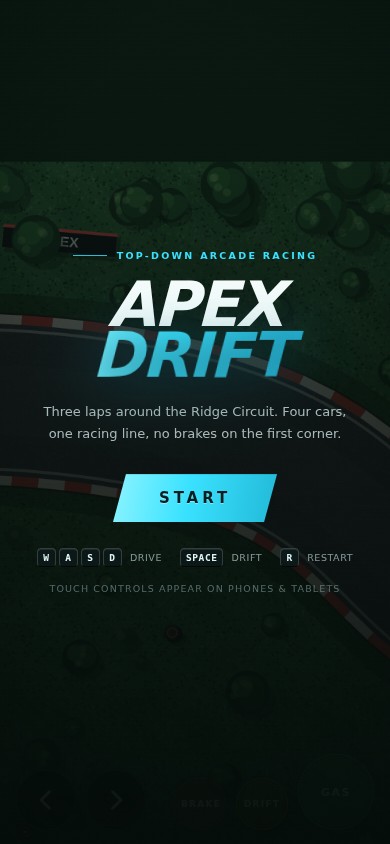 EX
TOP-DOWN ARCADE RACING
APEX
DRIFT
Three laps around the Ridge Circuit. Four cars,
one racing line, no brakes on the first corner.
START
W A S D DRIVE SPACE DRIFT R RESTART
TOUCH CONTROLS APPEAR ON PHONES & TABLETS
GAS
BRAKE DRIFT